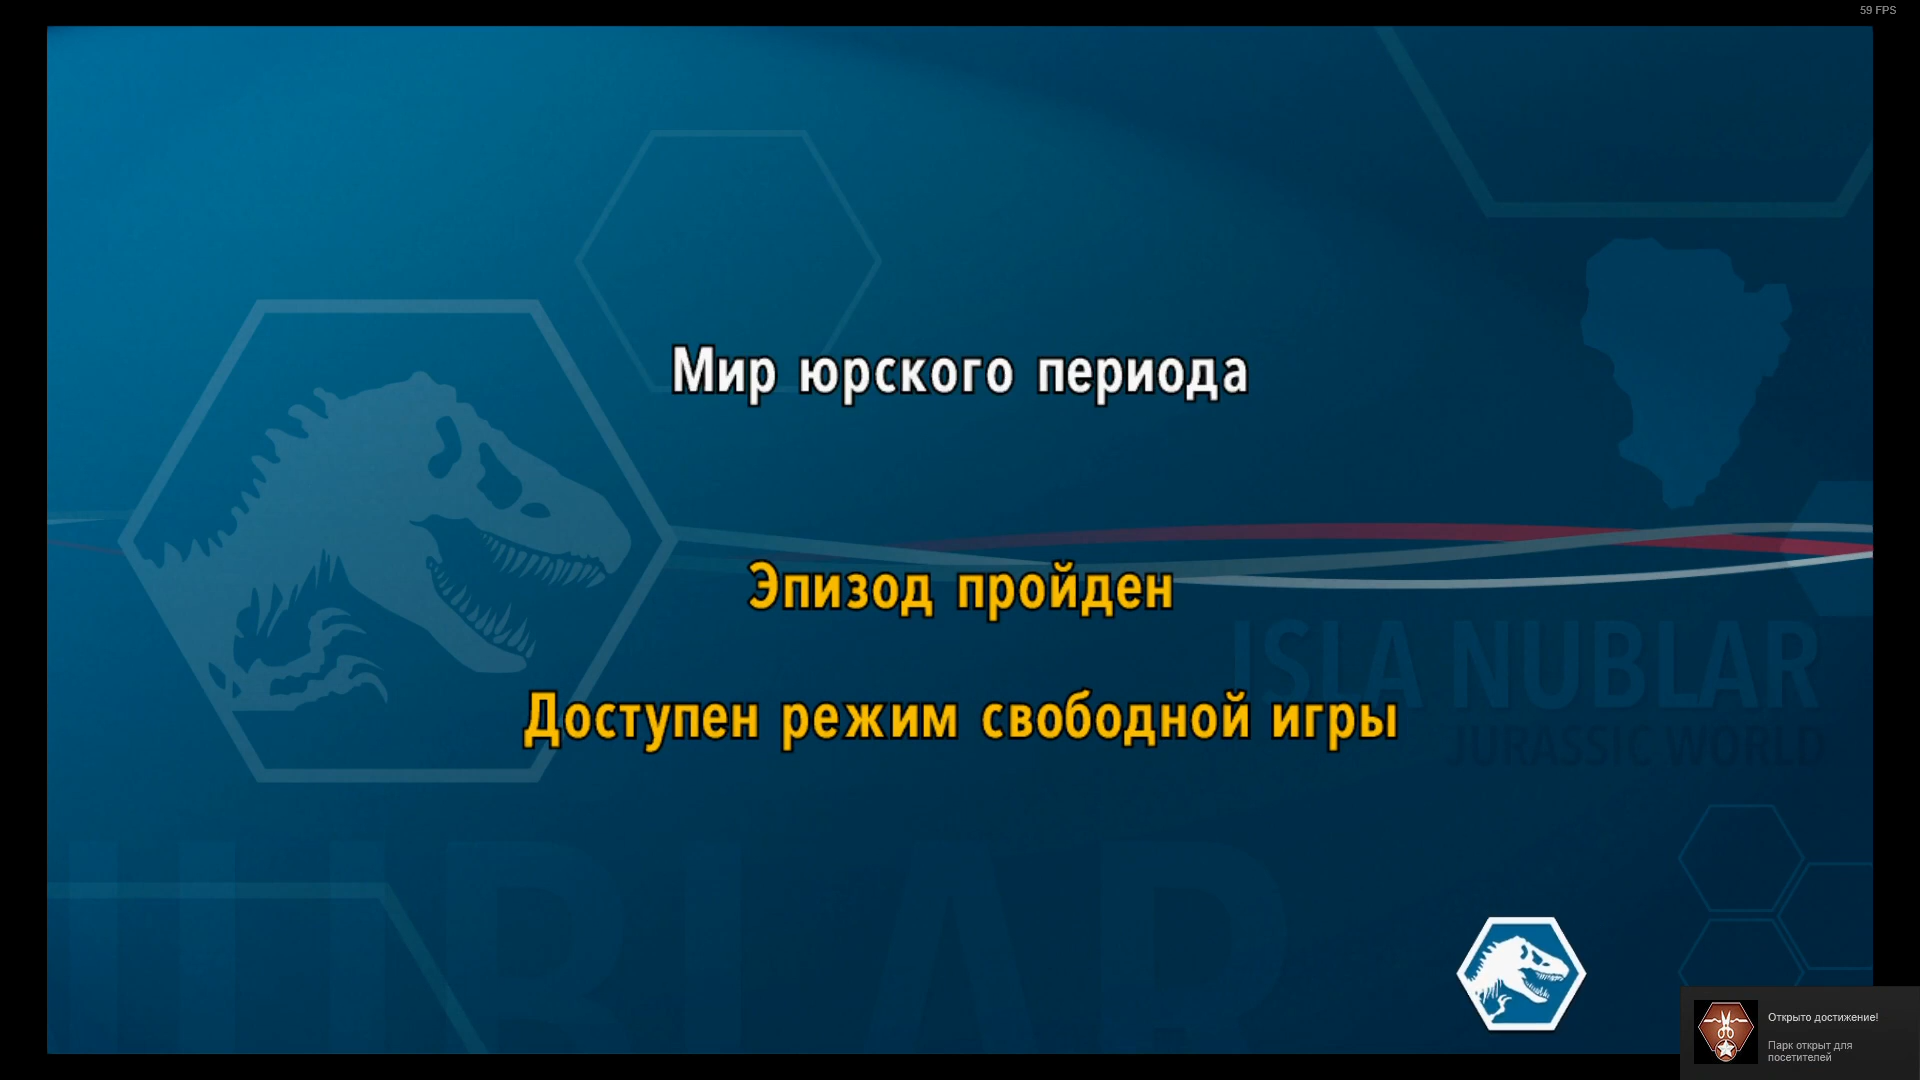 59 FPS
Мир юрского периода
Эпизод пройден
Доступен режим свободной игры
ISLA NUBLAR
JURASSIC WORLD
UBLAR
Открыто достижение!
Парк открыт для
посетителей